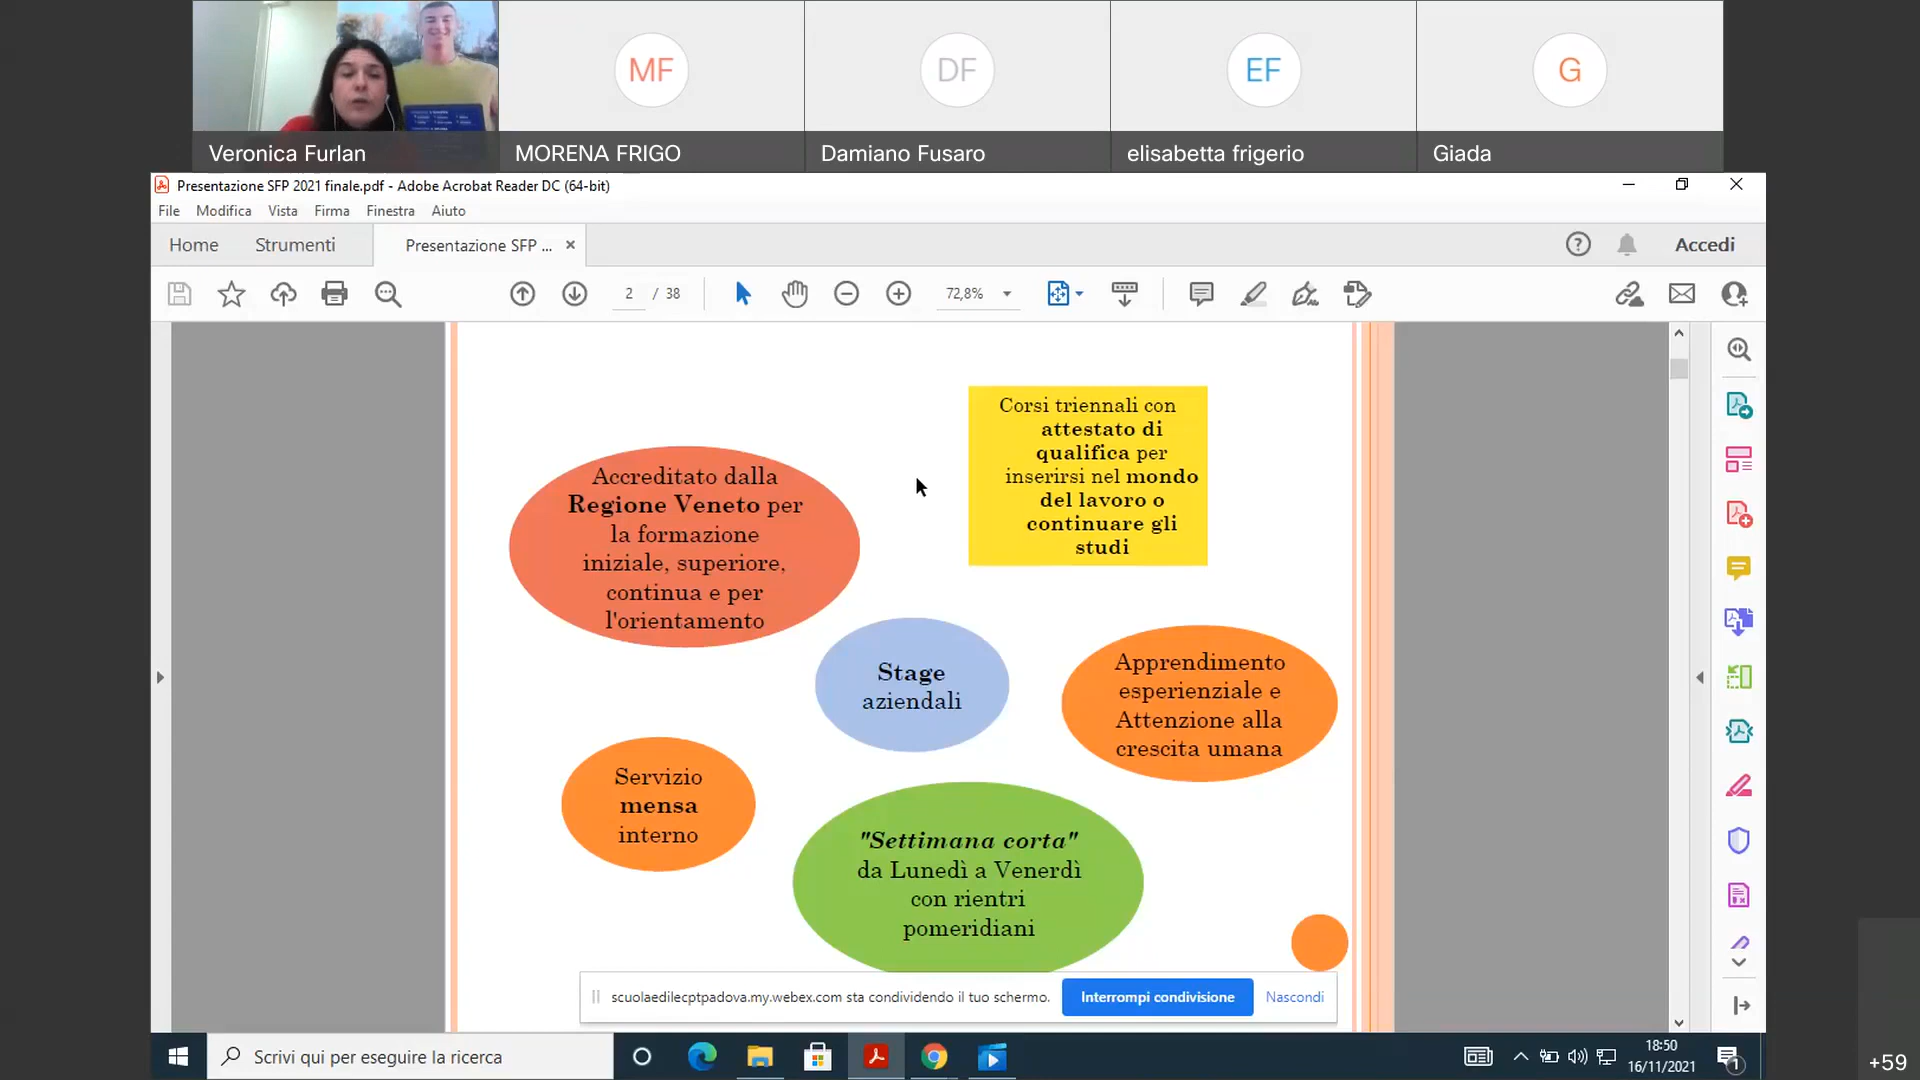 MF
DF
EF
G
Veronica Furlan
MORENA FRIGO
Damiano Fusaro
elisabetta frigerio
Giada
Presentazione SFP 2021 finale.pdf - Adobe Acrobat Reader DC (64-bit)
File Modifica Vista Firma Finestra Aiuto
Home Strumenti Presentazione SFP ... × Accedi
2 / 38 72,8%
Corsi triennali con
attestato di
qualifica per
inserirsi nel mondo
del lavoro o
continuare gli
studi
Accreditato dalla
Regione Veneto per
la formazione
iniziale, superiore,
continua e per
l'orientamento
Stage
aziendali
Apprendimento
esperienziale e
Attenzione alla
crescita umana
Servizio
mensa
interno
"Settimana corta"
da Lunedì a Venerdì
con rientri
pomeridiani
scuolaedilecptpadova.my.webex.com sta condividendo il tuo schermo. Interrompi condivisione Nascondi
Scrivi qui per eseguire la ricerca
18:50
16/11/2021
1
+59